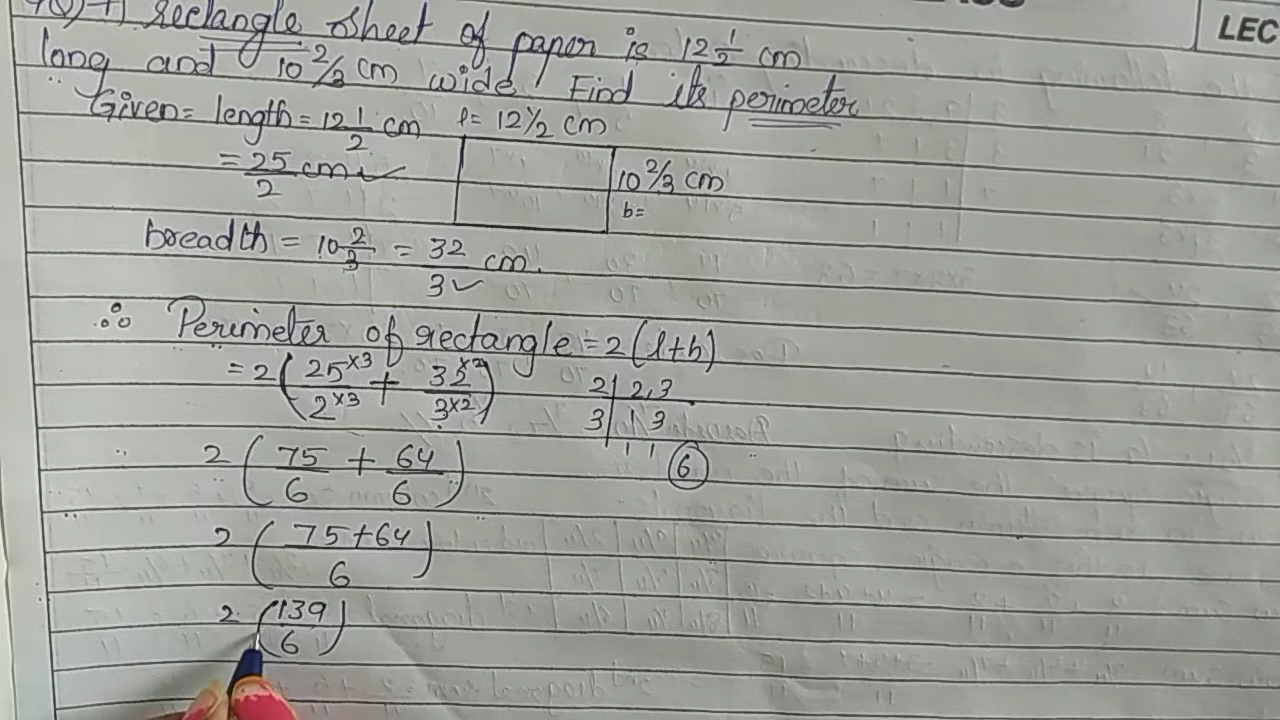 LEC
A rectangle sheet of paper is 12 1/2 cm
long and 10 2/3 cm wide. Find its perimeter
Given = length = 12 1/2 cm l = 12 1/2 cm
= 25/2 cm ✓
10 2/3 cm
b=
breadth = 10 2/3 = 32/3 cm. ✓
∴ Perimeter of rectangle = 2(l+b)
= 2(25×3/2×3 + 32×2/3×2)
2 | 2,3
3 | 1 3
1 1 6
2(75/6 + 64/6)
2(75+64/6)
2(139/6)